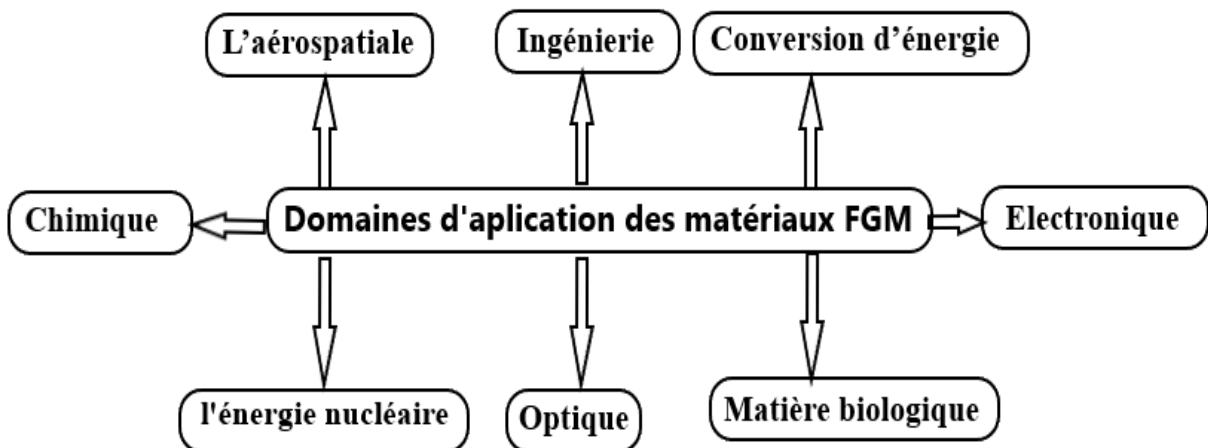 L’aérospatiale
Ingénierie
Conversion d’énergie
Chimique
Domaines d'aplication des matériaux FGM
Electronique
l'énergie nucléaire
Optique
Matière biologique